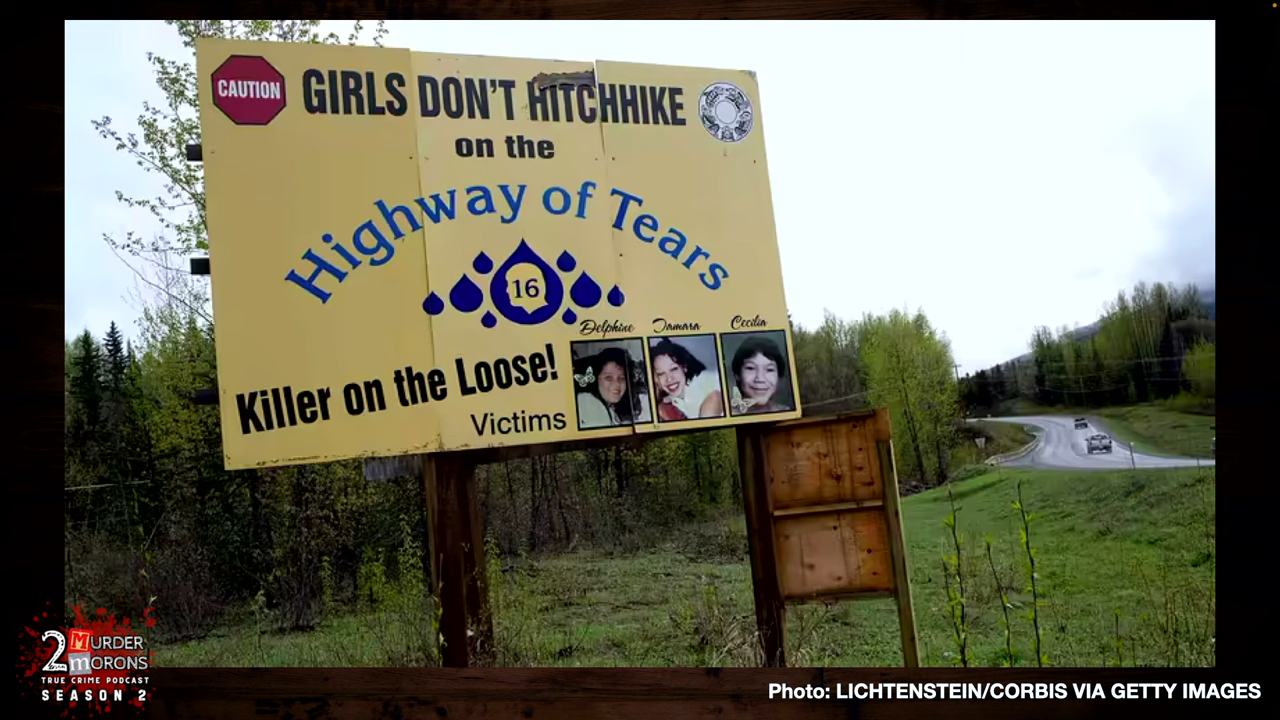 CAUTION
GIRLS DON'T HITCHHIKE
on the
Highway of Tears
16
Delphine Tamara Cecilia
Killer on the Loose!
Victims
2 MURDER
MORONS
TRUE CRIME PODCAST
SEASON 2
Photo: LICHTENSTEIN/CORBIS VIA GETTY IMAGES